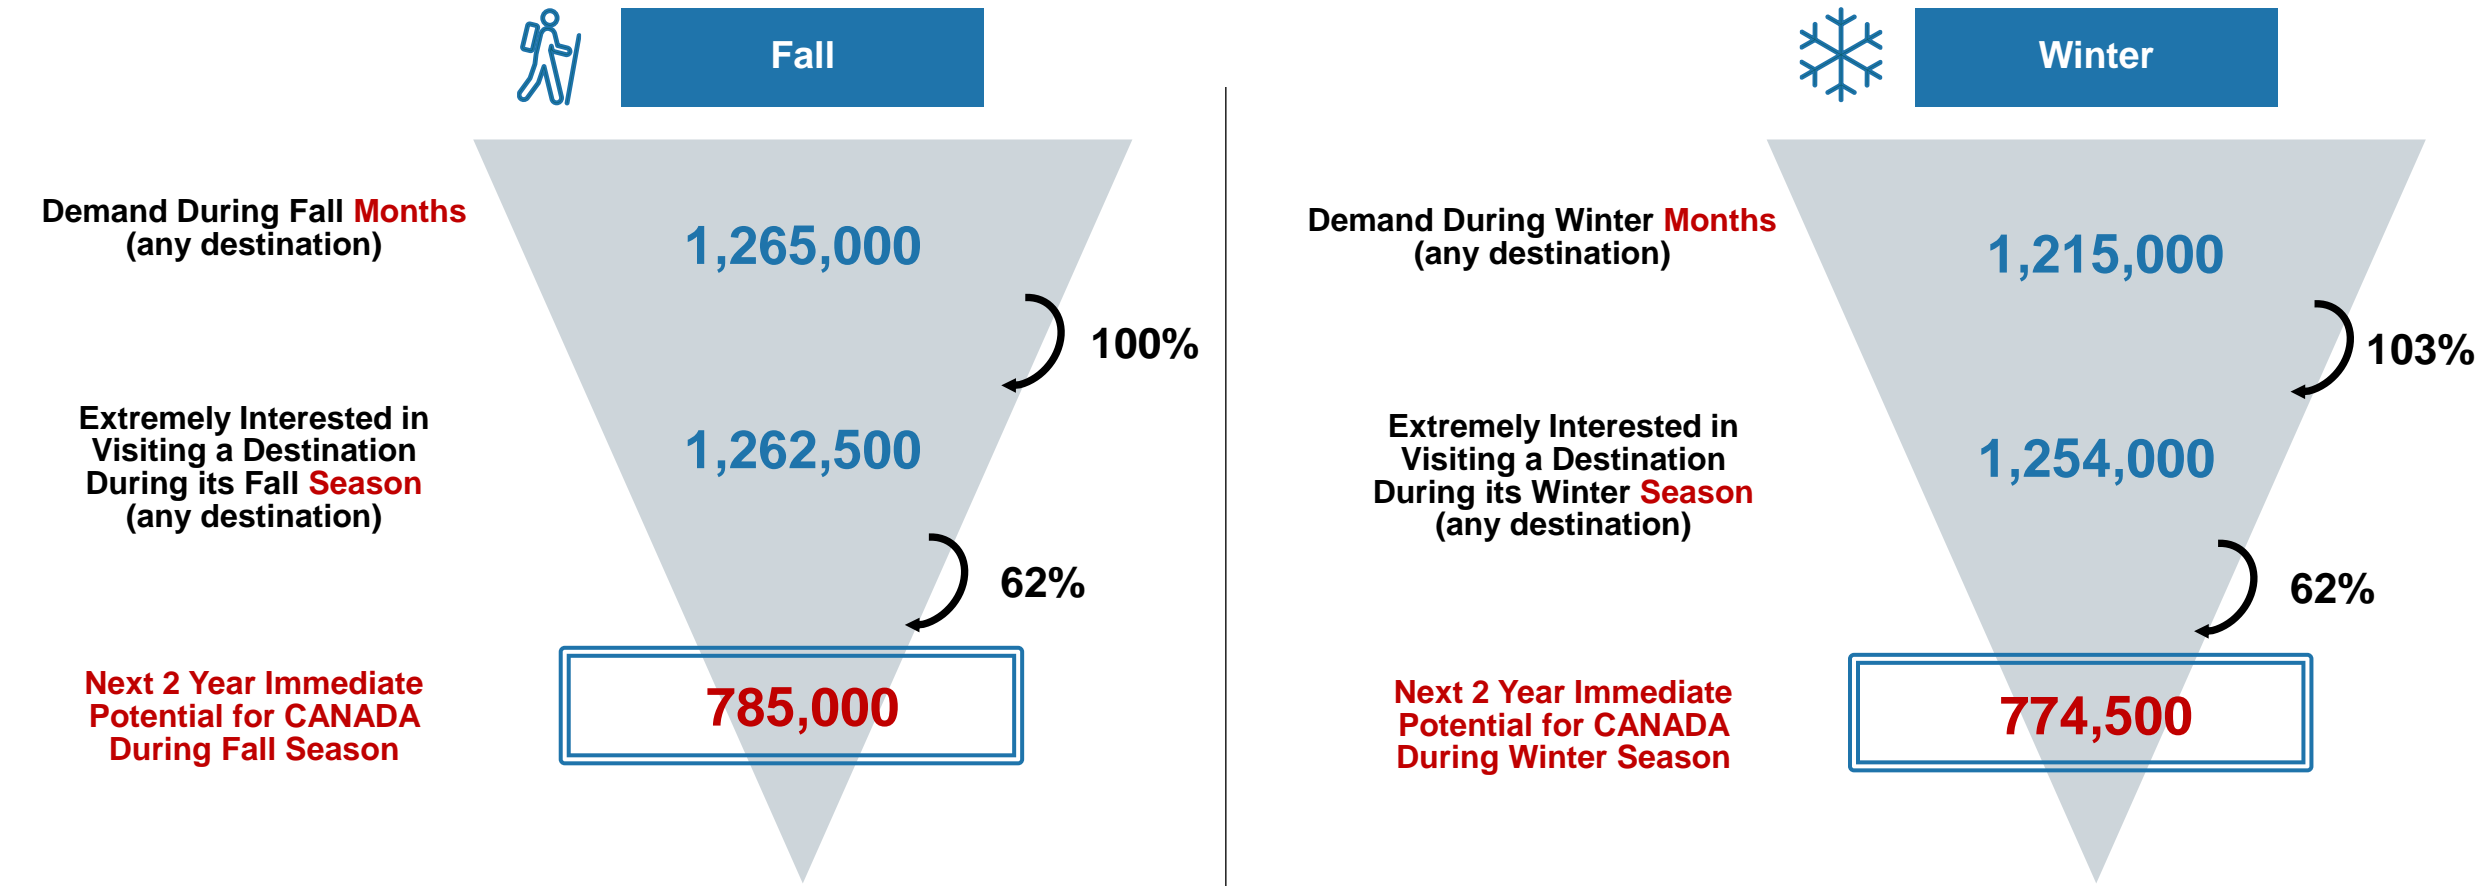 Fall
Demand During Fall Months
(any destination)
1,265,000
100%
Extremely Interested in
Visiting a Destination
During its Fall Season
(any destination)
1,262,500
62%
Next 2 Year Immediate
Potential for CANADA
During Fall Season
785,000
Winter
Demand During Winter Months
(any destination)
1,215,000
103%
Extremely Interested in
Visiting a Destination
During its Winter Season
(any destination)
1,254,000
62%
Next 2 Year Immediate
Potential for CANADA
During Winter Season
774,500